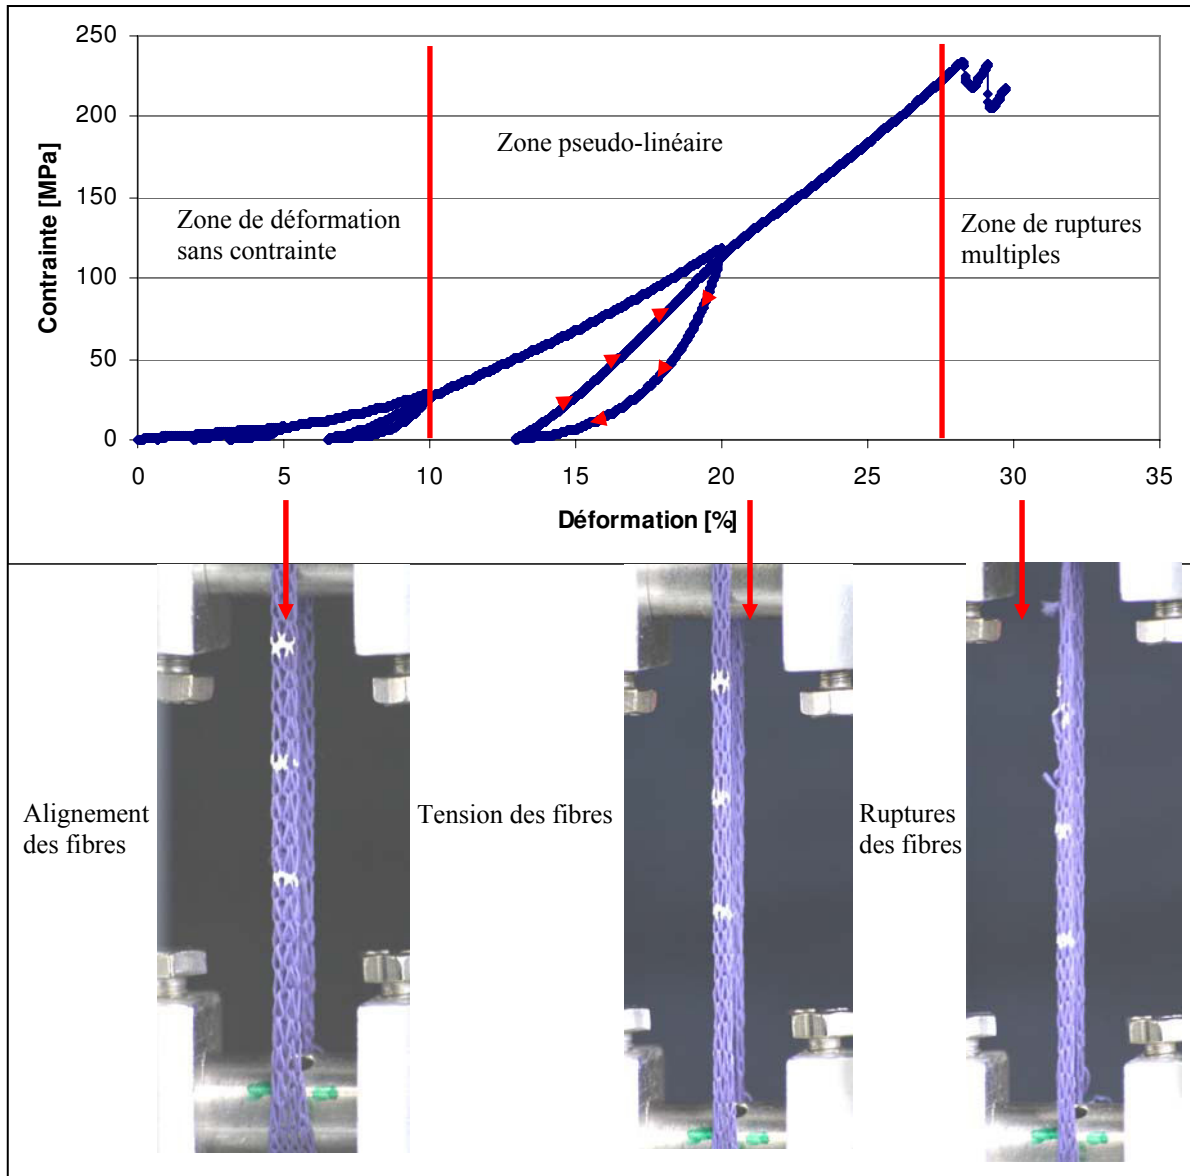 250
200
150
100
50
0
Contrainte [MPa]
Zone de déformation
sans contrainte
Zone pseudo-linéaire
Zone de ruptures
multiples
0 5 10 15 20 25 30 35
Déformation [%]
Alignement
des fibres
Tension des fibres
Ruptures
des fibres